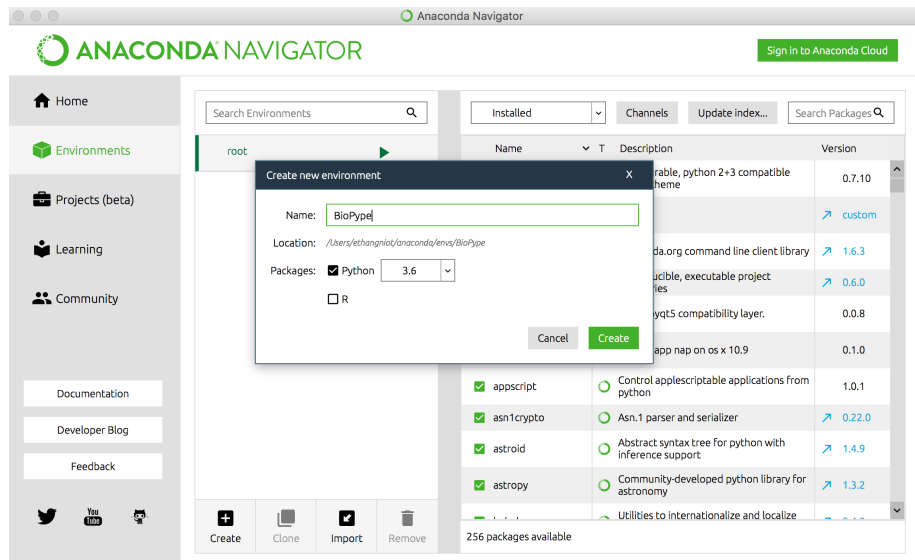 Anaconda Navigator
ANACONDA NAVIGATOR
Sign in to Anaconda Cloud
Home
Environments
Projects (beta)
Learning
Community
Documentation
Developer Blog
Feedback
You
Tube
Search Environments
root
Create
Clone
Import
Remove
Installed
Channels
Update index...
Search Packages
Name
T
Description
Version
rable, python 2+3 compatible
heme
0.7.10
custom
da.org command line client library
1.6.3
ucible, executable project
ries
0.6.0
yqt5 compatibility layer.
0.0.8
app nap on os x 10.9
0.1.0
appscript
Control applescriptable applications from
python
1.0.1
asn1crypto
Asn.1 parser and serializer
0.22.0
astroid
Abstract syntax tree for python with
inference support
1.4.9
astropy
Community-developed python library for
astronomy
1.3.2
Utilities to internationalize and localize
256 packages available
Create new environment
X
Name:
BioPype
Location:
/Users/ethangniot/anaconda/envs/BioPype
Packages:
Python
3.6
R
Cancel
Create